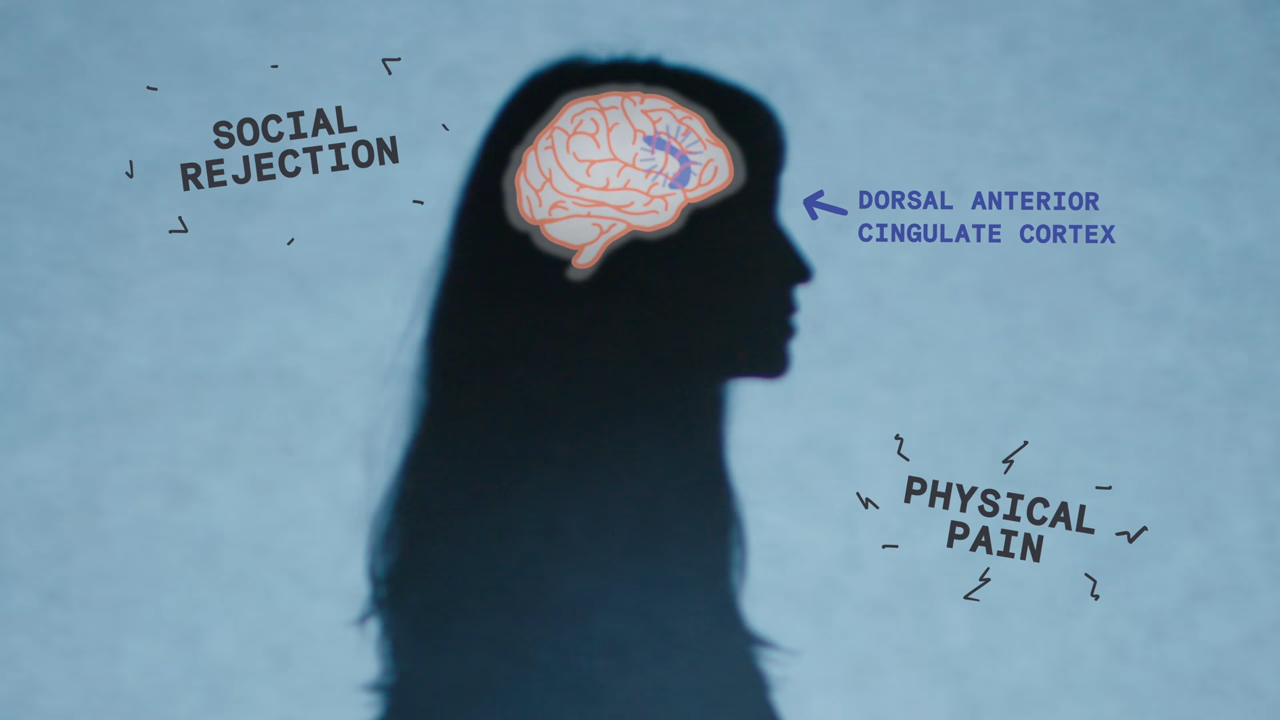 SOCIAL
REJECTION
DORSAL ANTERIOR
CINGULATE CORTEX
PHYSICAL
PAIN